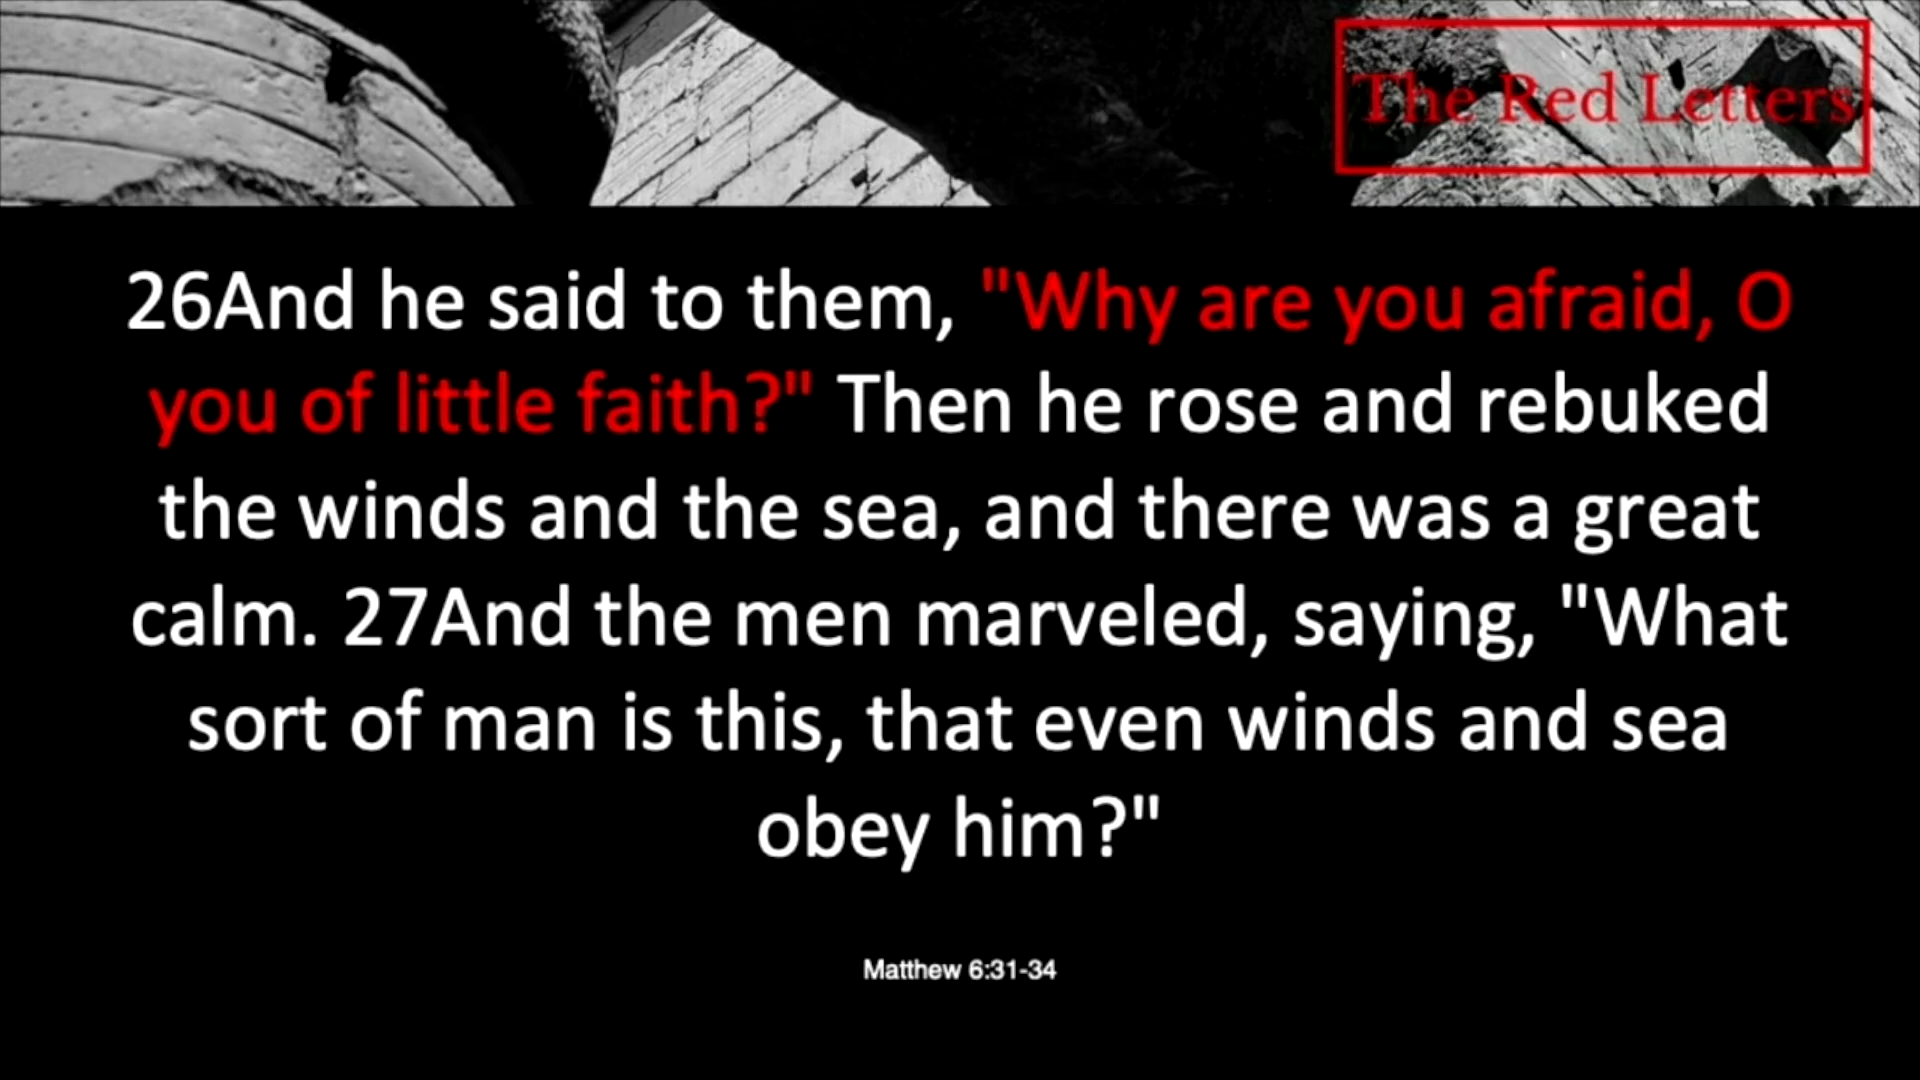 The Red Letters
26And he said to them, "Why are you afraid, O
you of little faith?" Then he rose and rebuked
the winds and the sea, and there was a great
calm. 27And the men marveled, saying, "What
sort of man is this, that even winds and sea
obey him?"
Matthew 6:31-34